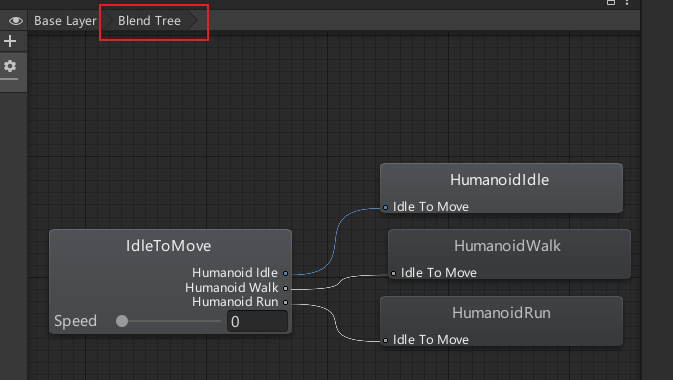 Base Layer
Blend Tree
HumanoidIdle
Idle To Move
IdleToMove
Humanoid Idle
Humanoid Walk
Humanoid Run
Speed 0
HumanoidWalk
Idle To Move
HumanoidRun
Idle To Move